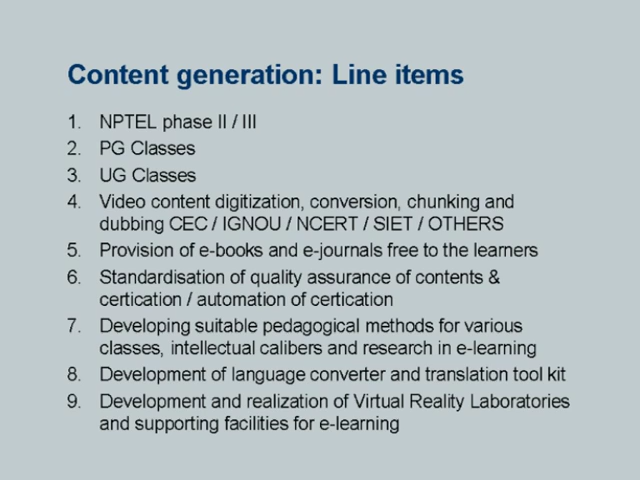 Content generation: Line items
1. NPTEL phase II / III
2. PG Classes
3. UG Classes
4. Video content digitization, conversion, chunking and
dubbing CEC / IGNOU / NCERT / SIET / OTHERS
5. Provision of e-books and e-journals free to the learners
6. Standardisation of quality assurance of contents &
certication / automation of certication
7. Developing suitable pedagogical methods for various
classes, intellectual calibers and research in e-learning
8. Development of language converter and translation tool kit
9. Development and realization of Virtual Reality Laboratories
and supporting facilities for e-learning